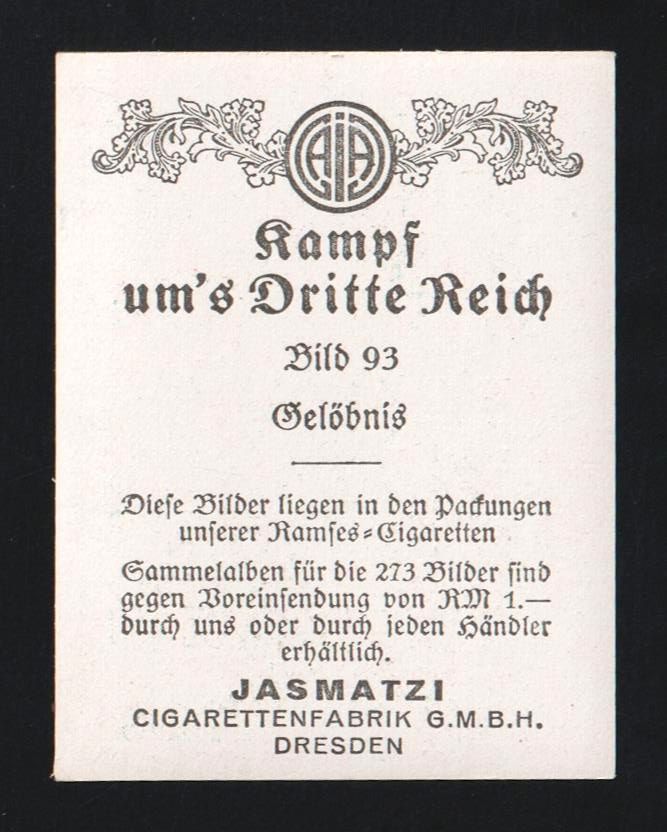 AJA
Kampf
um's Dritte Reich
Bild 93
Gelöbnis
Diese Bilder liegen in den Packungen
unserer Ramses-Cigaretten
Sammelalben für die 273 Bilder sind
gegen Voreinsendung von RM 1.—
durch uns oder durch jeden Händler
erhältlich.
JASMATZI
CIGARETTENFABRIK G.M.B.H.
DRESDEN